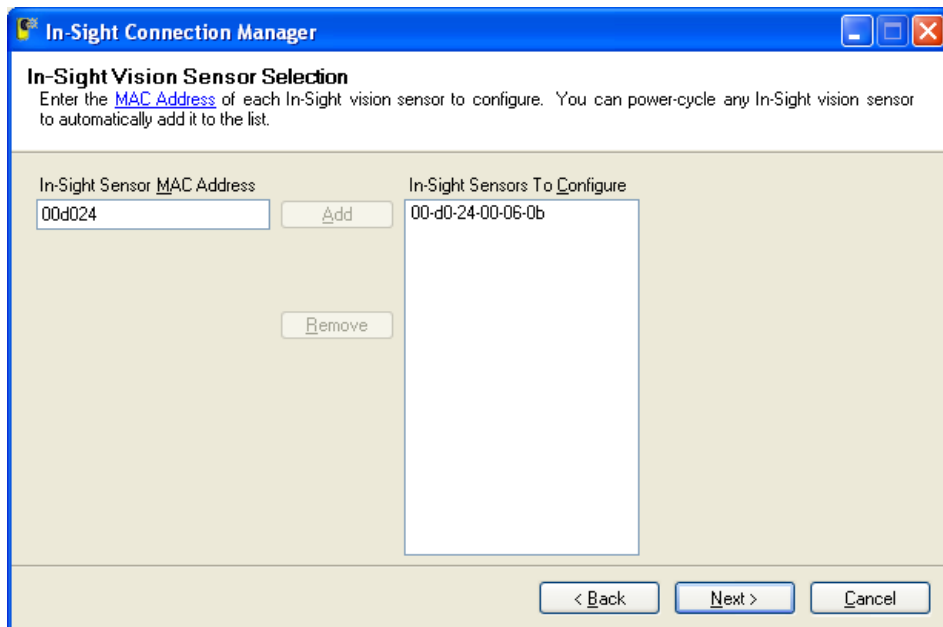 In-Sight Connection Manager
In-Sight Vision Sensor Selection
Enter the MAC Address of each In-Sight vision sensor to configure. You can power-cycle any In-Sight vision sensor
to automatically add it to the list.
In-Sight Sensor MAC Address
In-Sight Sensors To Configure
00d024
Add
00-d0-24-00-06-0b
Remove
< Back
Next >
Cancel